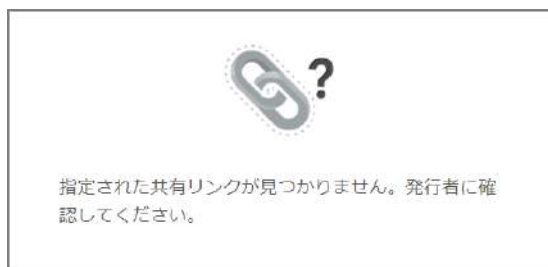 ?
指定された共有リンクが見つかりません。発行者に確
認してください。